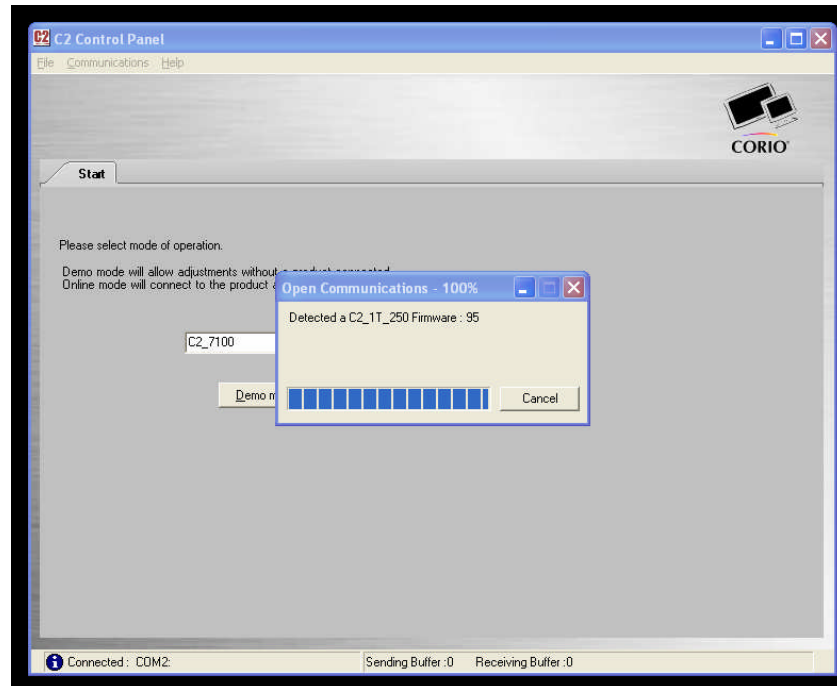 C2 C2 Control Panel
File Communications Help
CORIO
Start
Please select mode of operation.
Demo mode will allow adjustments without
Online mode will connect to the product
Open Communications - 100%
Detected a C2_1T_250 Firmware : 95
C2_7100
Demo
Cancel
Connected : COM2: Sending Buffer :0 Receiving Buffer :0